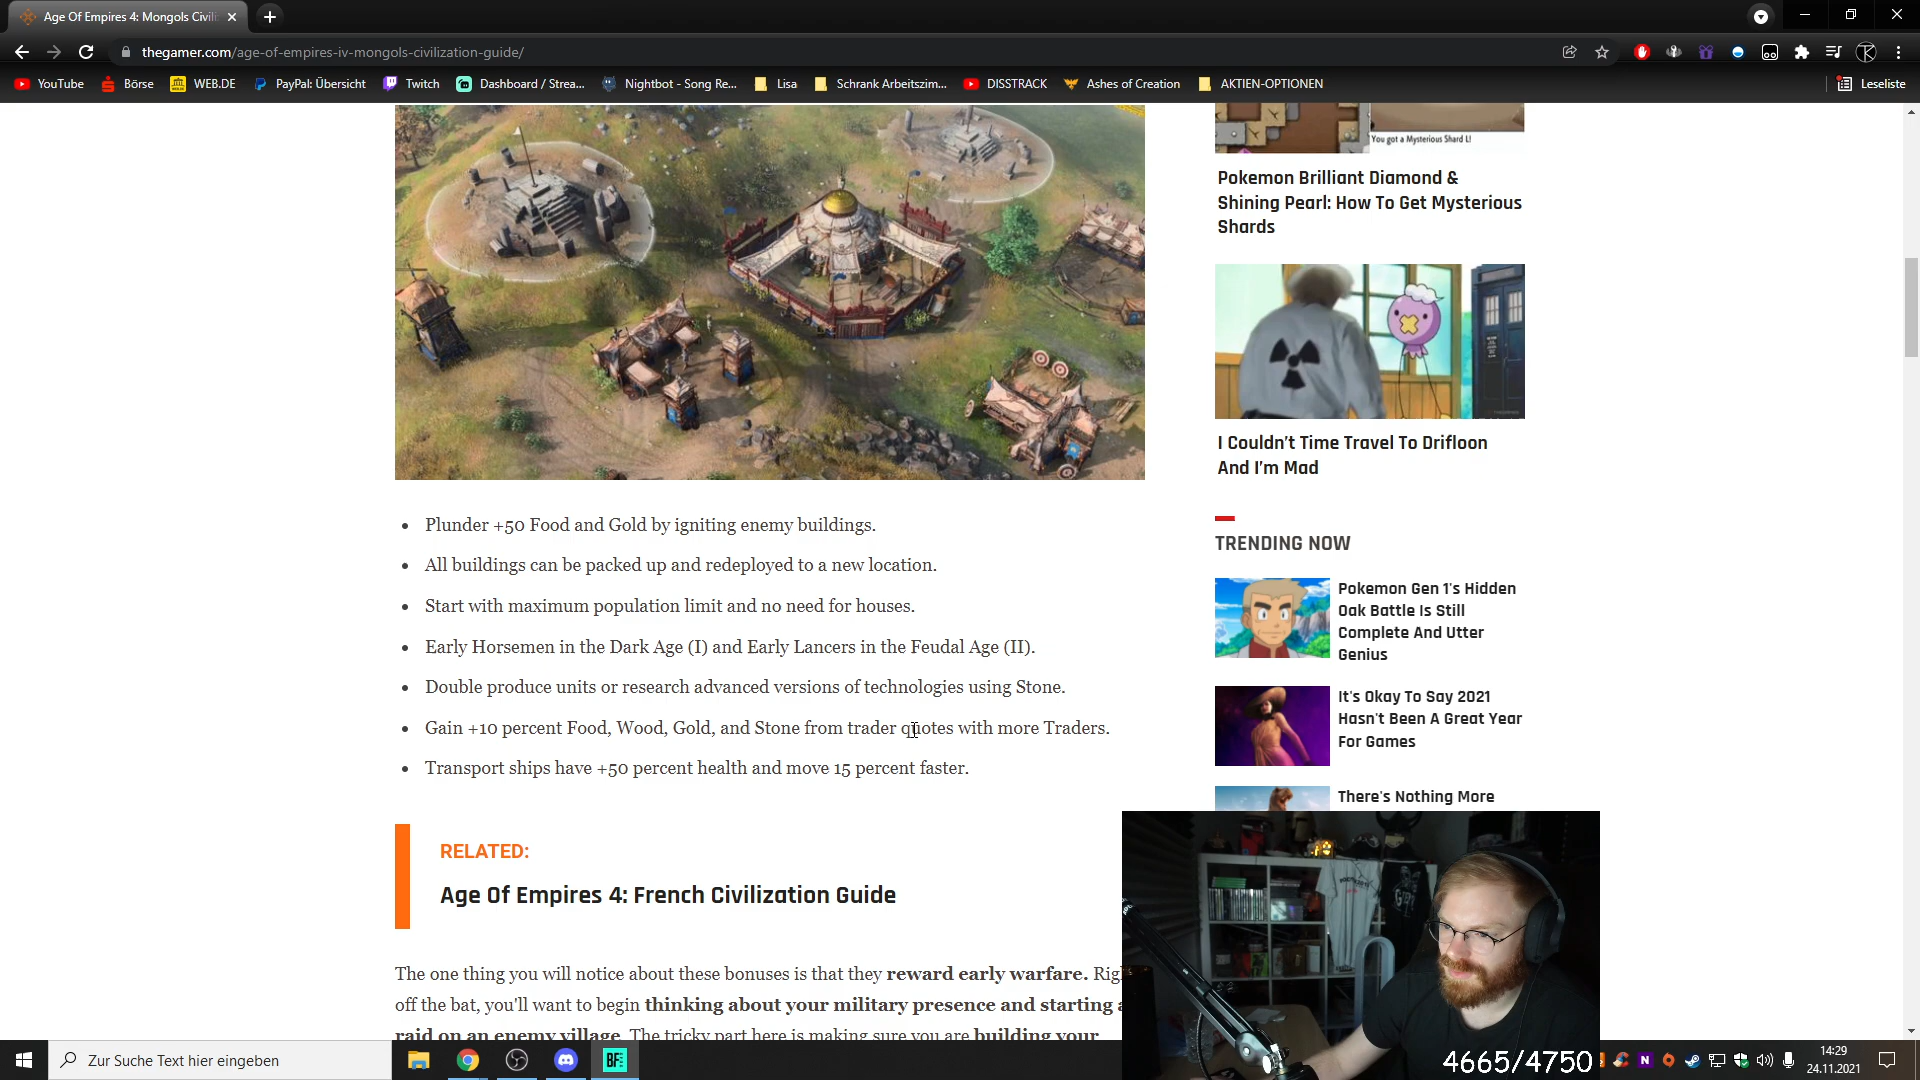 Age Of Empires 4: Mongols Civili
thegamer.com/age-of-empires-iv-mongols-civilization-guide/
YouTube
Börse
WEB.DE
PayPal: Übersicht
Twitch
Dashboard / Strea...
Nightbot - Song Re...
Lisa
Schrank Arbeitszim...
DISSTRACK
Ashes of Creation
AKTIEN-OPTIONEN
Leseliste
You got a Mysterious Shard L!
Pokemon Brilliant Diamond &
Shining Pearl: How To Get Mysterious
Shards
I Couldn't Time Travel To Drifloon
And I'm Mad
Plunder +50 Food and Gold by igniting enemy buildings.
All buildings can be packed up and redeployed to a new location.
Start with maximum population limit and no need for houses.
Early Horsemen in the Dark Age (I) and Early Lancers in the Feudal Age (II).
Double produce units or research advanced versions of technologies using Stone.
Gain +10 percent Food, Wood, Gold, and Stone from trader quotes with more Traders.
Transport ships have +50 percent health and move 15 percent faster.
TRENDING NOW
Pokemon Gen 1's Hidden
Oak Battle Is Still
Complete And Utter
Genius
It's Okay To Say 2021
Hasn't Been A Great Year
For Games
There's Nothing More
RELATED:
Age Of Empires 4: French Civilization Guide
The one thing you will notice about these bonuses is that they reward early warfare. Rig
off the bat, you'll want to begin thinking about your military presence and starting a
raid on an enemy village. The tricky part here is making sure you are building your
Zur Suche Text hier eingeben
BF
4665/4750
14:29
24.11.2021